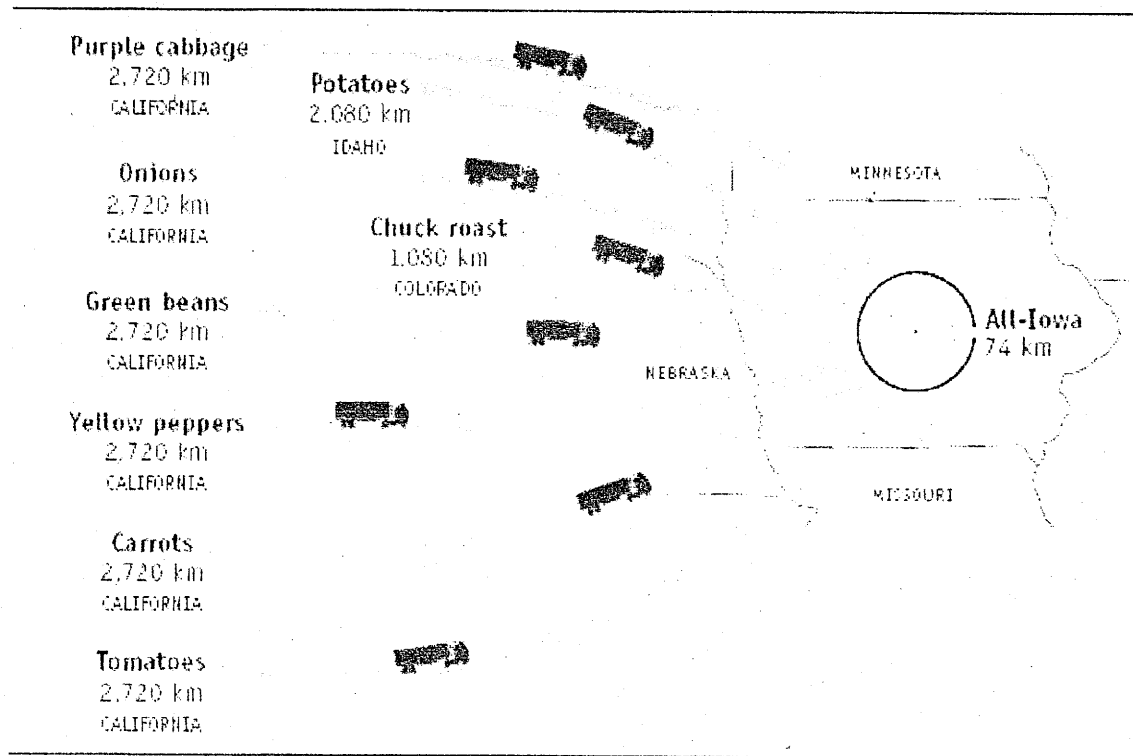 Purple cabbage
2,720 km
CALIFORNIA
Potatoes
2,080 km
IDAHO
Onions
2,720 km
CALIFORNIA
Chuck roast
1,080 km
COLORADO
Green beans
2,720 km
CALIFORNIA
Yellow peppers
2,720 km
CALIFORNIA
Carrots
2,720 km
CALIFORNIA
Tomatoes
2,720 km
CALIFORNIA
MINNESOTA
All-Iowa
74 km
NEBRASKA
MISSOURI